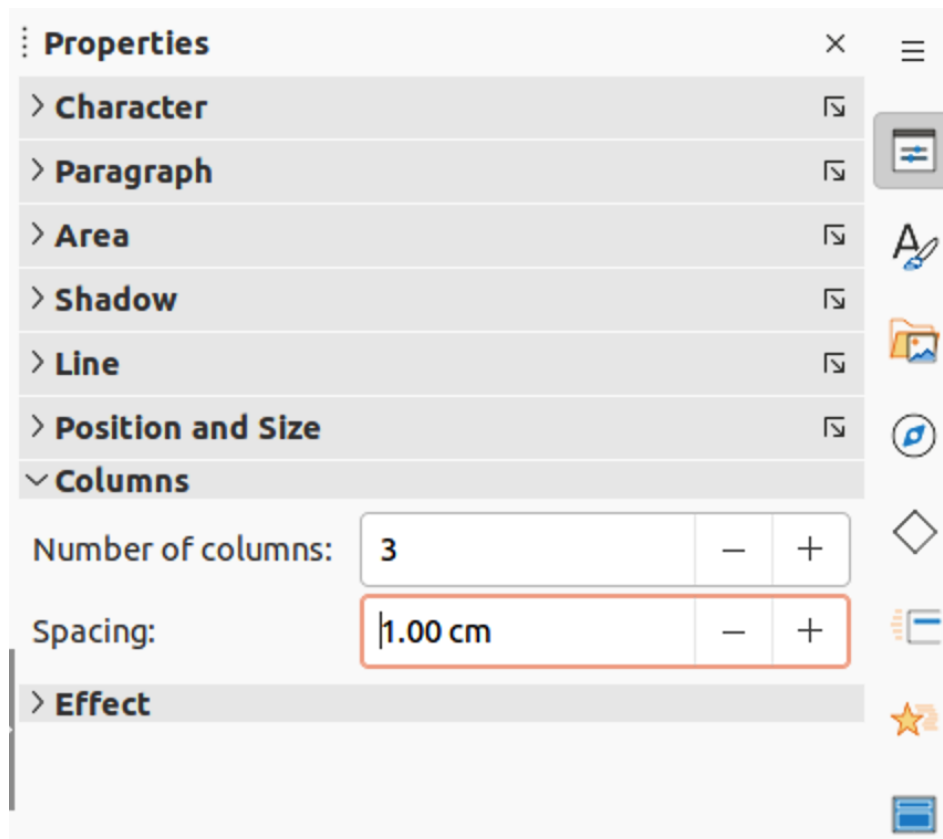 Properties
Character
Paragraph
Area
Shadow
Line
Position and Size
Columns
Number of columns: 3
Spacing: 1.00 cm
Effect